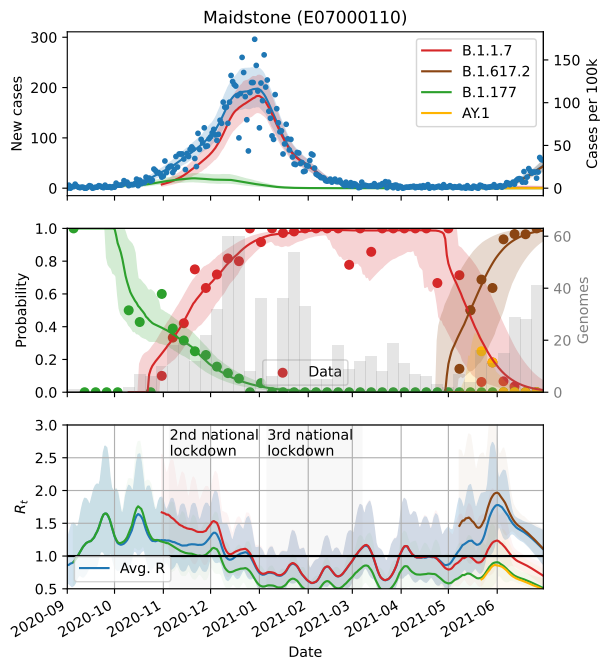 Maidstone (E07000110)
New cases
300
200
100
0
B.1.1.7
B.1.617.2
B.1.177
AY.1
150
100
50
0
Cases per 100k
Probability
1.0
0.8
0.6
0.4
0.2
0.0
Data
60
40
20
0
Genomes
Rt
3.0
2.5
2.0
1.5
1.0
0.5
2nd national
lockdown
3rd national
lockdown
Avg. R
2020-09
2020-10
2020-11
2020-12
2021-01
2021-02
2021-03
2021-04
2021-05
2021-06
Date